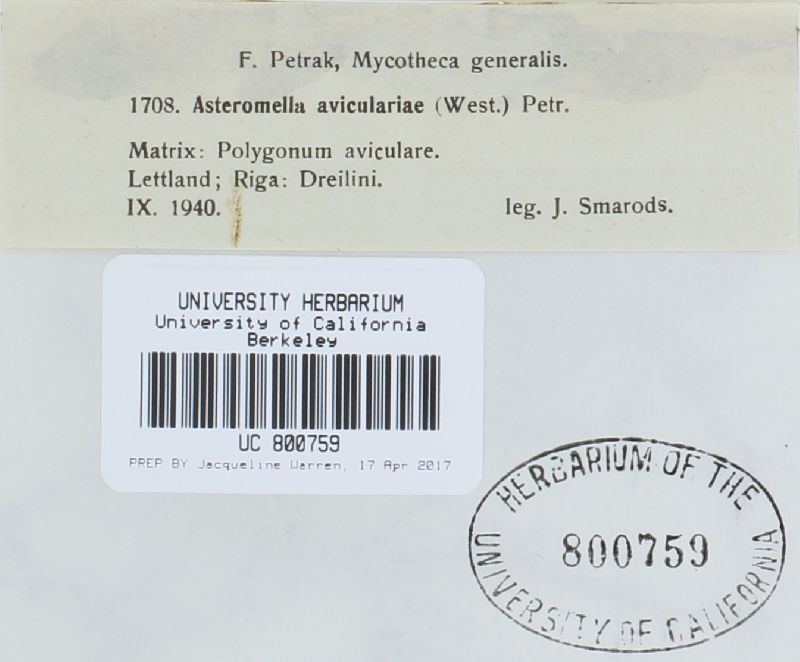 F. Petrak, Mycotheca generalis.
1708. Asteromella aviculariae (West.) Petr.
Matrix: Polygonum aviculare.
Lettland; Riga: Dreilini.
IX. 1940. leg. J. Smarods.
UNIVERSITY HERBARIUM
University of California
Berkeley
UC 800759
PREP BY Jacqueline Warren, 17 Apr 2017
HERBARIUM OF THE
800759
UNIVERSITY OF CALIFORNIA